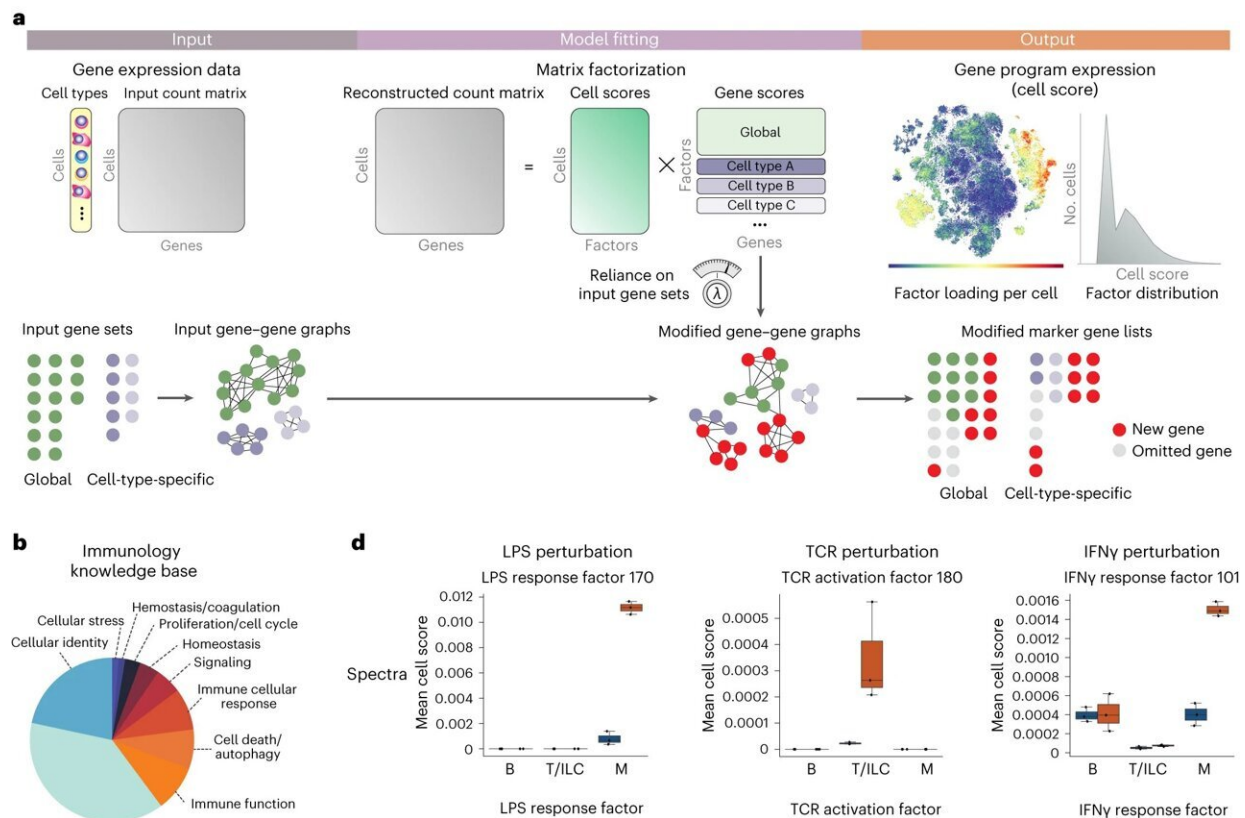 a
Input
Model fitting
Output
Gene expression data
Cell types
Input count matrix
Cells
Cells
Genes
Matrix factorization
Reconstructed count matrix
Cell scores
Gene scores
Cells
Genes
=
Cells
Factors
×
Factors
Global
Cell type A
Cell type B
Cell type C
...
Genes
Reliance on
input gene sets
λ
Gene program expression
(cell score)
Factor loading per cell
No. cells
Cell score
Factor distribution
Input gene sets
Input gene–gene graphs
Modified gene–gene graphs
Modified marker gene lists
Global
Cell-type-specific
New gene
Omitted gene
Global
Cell-type-specific
b
Immunology
knowledge base
Hemostasis/coagulation
Cellular stress
Proliferation/cell cycle
Cellular identity
Homeostasis
Signaling
Immune cellular
response
Cell death/
autophagy
Immune function
d
Spectra
LPS perturbation
LPS response factor 170
Mean cell score
0.012
0.010
0.008
0.006
0.004
0.002
0
B T/ILC M
LPS response factor
TCR perturbation
TCR activation factor 180
Mean cell score
0.0005
0.0004
0.0003
0.0002
0.0001
0
B T/ILC M
TCR activation factor
IFNγ perturbation
IFNγ response factor 101
Mean cell score
0.0016
0.0014
0.0012
0.0010
0.0008
0.0006
0.0004
0.0002
0
B T/ILC M
IFNγ response factor